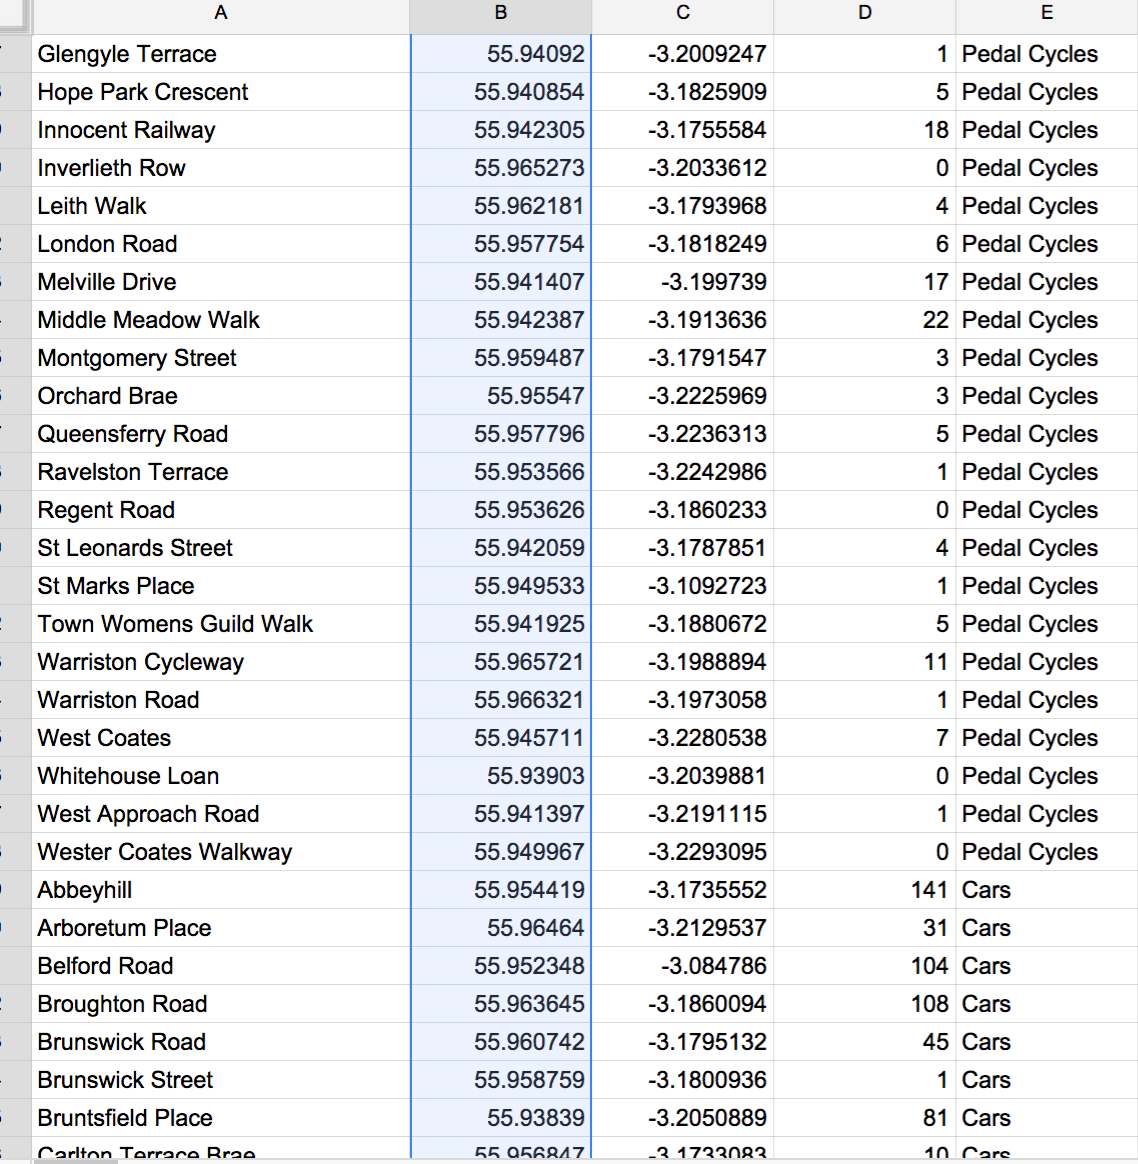 A B C D E
Glengyle Terrace 55.94092 -3.2009247 1 Pedal Cycles
Hope Park Crescent 55.940854 -3.1825909 5 Pedal Cycles
Innocent Railway 55.942305 -3.1755584 18 Pedal Cycles
Inverlieth Row 55.965273 -3.2033612 0 Pedal Cycles
Leith Walk 55.962181 -3.1793968 4 Pedal Cycles
London Road 55.957754 -3.1818249 6 Pedal Cycles
Melville Drive 55.941407 -3.199739 17 Pedal Cycles
Middle Meadow Walk 55.942387 -3.1913636 22 Pedal Cycles
Montgomery Street 55.959487 -3.1791547 3 Pedal Cycles
Orchard Brae 55.95547 -3.2225969 3 Pedal Cycles
Queensferry Road 55.957796 -3.2236313 5 Pedal Cycles
Ravelston Terrace 55.953566 -3.2242986 1 Pedal Cycles
Regent Road 55.953626 -3.1860233 0 Pedal Cycles
St Leonards Street 55.942059 -3.1787851 4 Pedal Cycles
St Marks Place 55.949533 -3.1092723 1 Pedal Cycles
Town Womens Guild Walk 55.941925 -3.1880672 5 Pedal Cycles
Warriston Cycleway 55.965721 -3.1988894 11 Pedal Cycles
Warriston Road 55.966321 -3.1973058 1 Pedal Cycles
West Coates 55.945711 -3.2280538 7 Pedal Cycles
Whitehouse Loan 55.93903 -3.2039881 0 Pedal Cycles
West Approach Road 55.941397 -3.2191115 1 Pedal Cycles
Wester Coates Walkway 55.949967 -3.2293095 0 Pedal Cycles
Abbeyhill 55.954419 -3.1735552 141 Cars
Arboretum Place 55.96464 -3.2129537 31 Cars
Belford Road 55.952348 -3.084786 104 Cars
Broughton Road 55.963645 -3.1860094 108 Cars
Brunswick Road 55.960742 -3.1795132 45 Cars
Brunswick Street 55.958759 -3.1800936 1 Cars
Bruntsfield Place 55.93839 -3.2050889 81 Cars
Carlton Terrace Brae 55.956847 -3.1733083 10 Cars